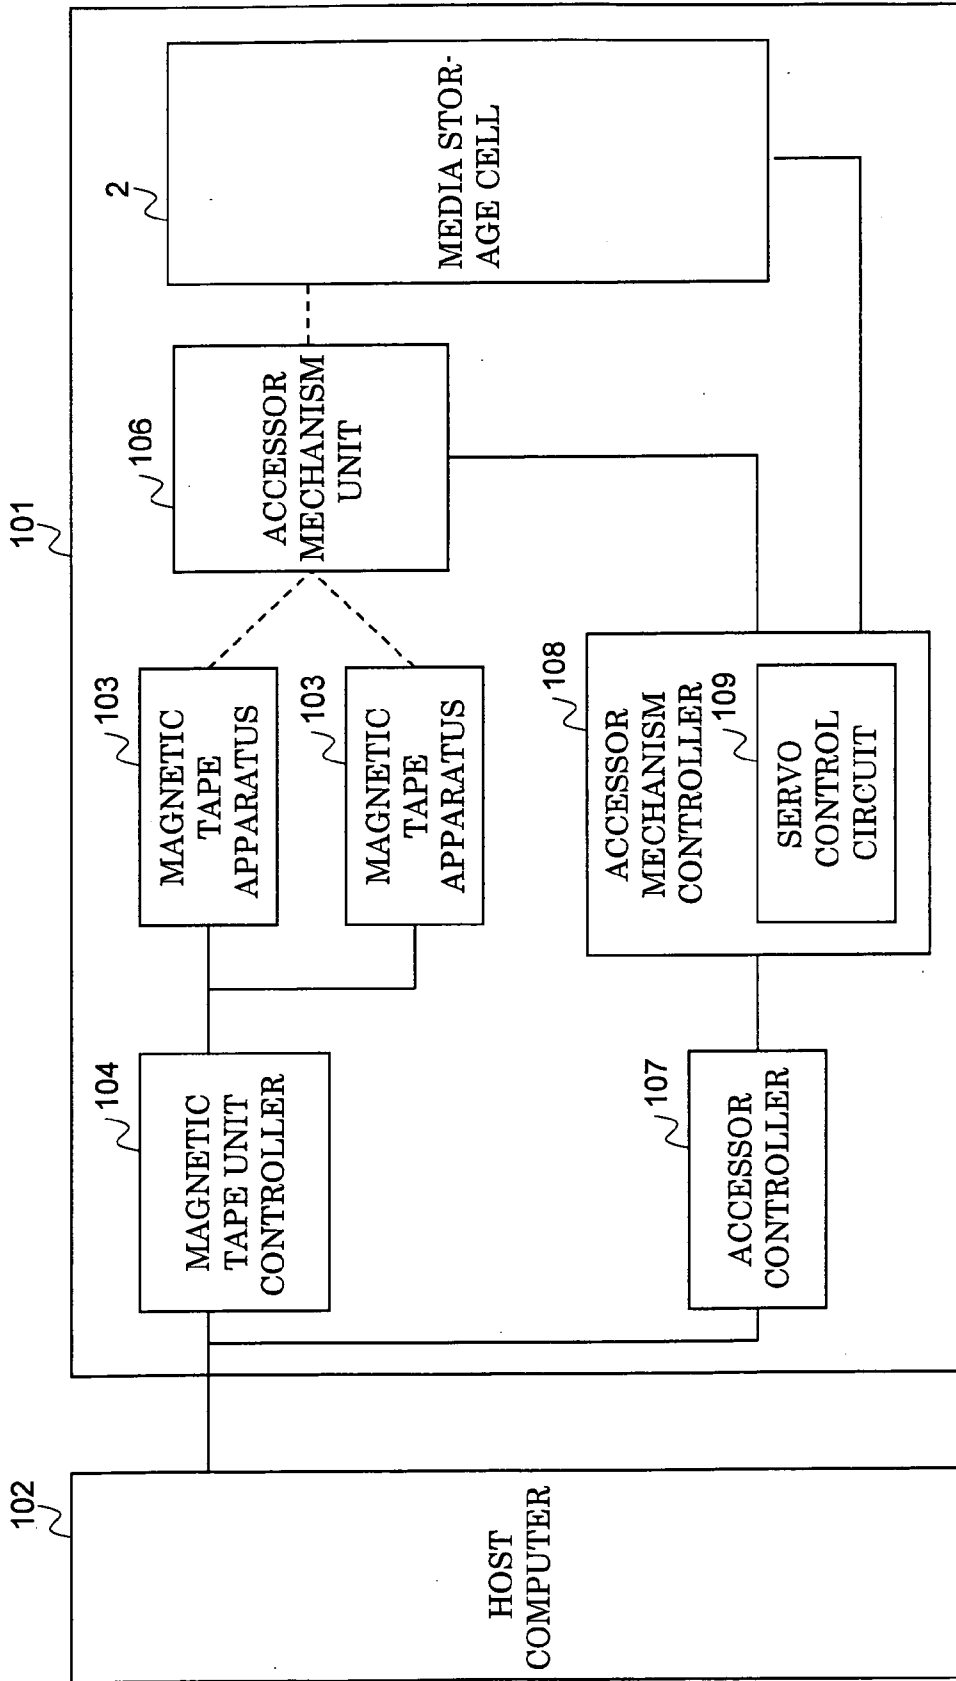 101
102
HOST
COMPUTER
104
MAGNETIC
TAPE UNIT
CONTROLLER
103
MAGNETIC
TAPE
APPARATUS
103
MAGNETIC
TAPE
APPARATUS
106
ACCESSOR
MECHANISM
UNIT
2
MEDIA STOR-
AGE CELL
107
ACCESSOR
CONTROLLER
108
ACCESSOR
MECHANISM
CONTROLLER
109
SERVO
CONTROL
CIRCUIT